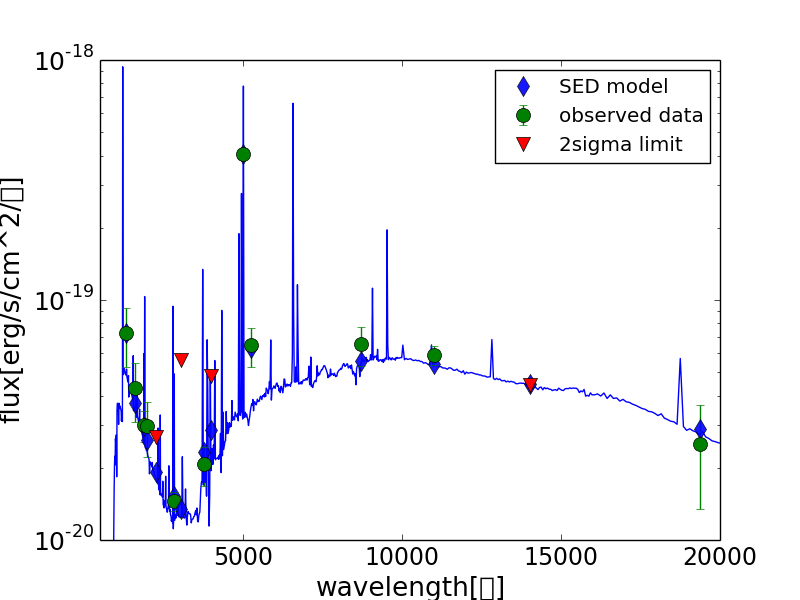 10^-18
10^-19
10^-20
flux[erg/s/cm^2/▯]
SED model
observed data
2sigma limit
5000 10000 15000 20000
wavelength[▯]